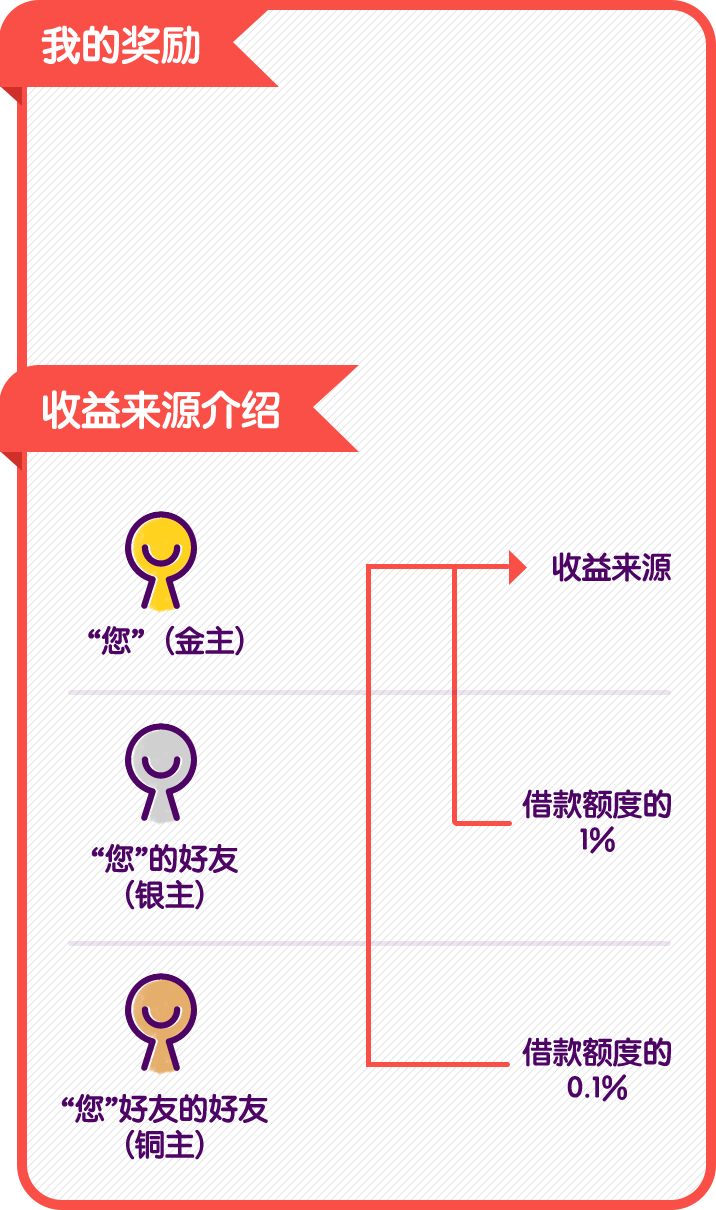 我的奖励
收益来源介绍
收益来源
“您”（金主）
借款额度的
1%
“您”的好友
（银主）
借款额度的
0.1%
“您”好友的好友
（铜主）